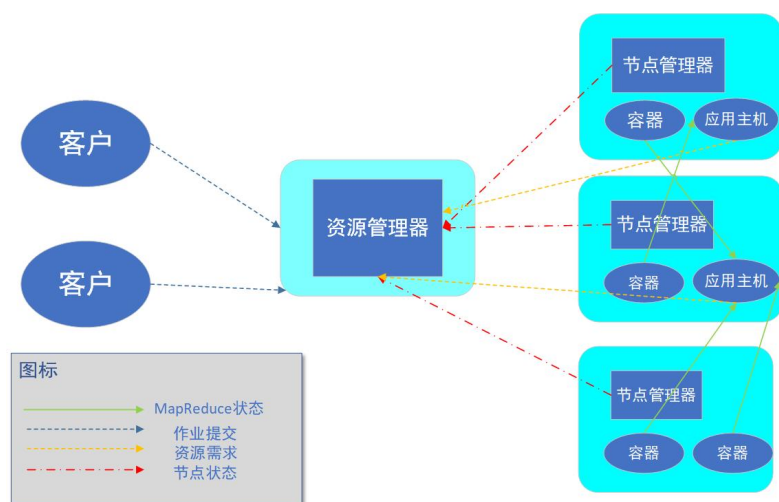 节点管理器
容器
应用主机
客户
资源管理器
节点管理器
容器
应用主机
客户
节点管理器
容器
容器
图标
MapReduce状态
作业提交
资源需求
节点状态